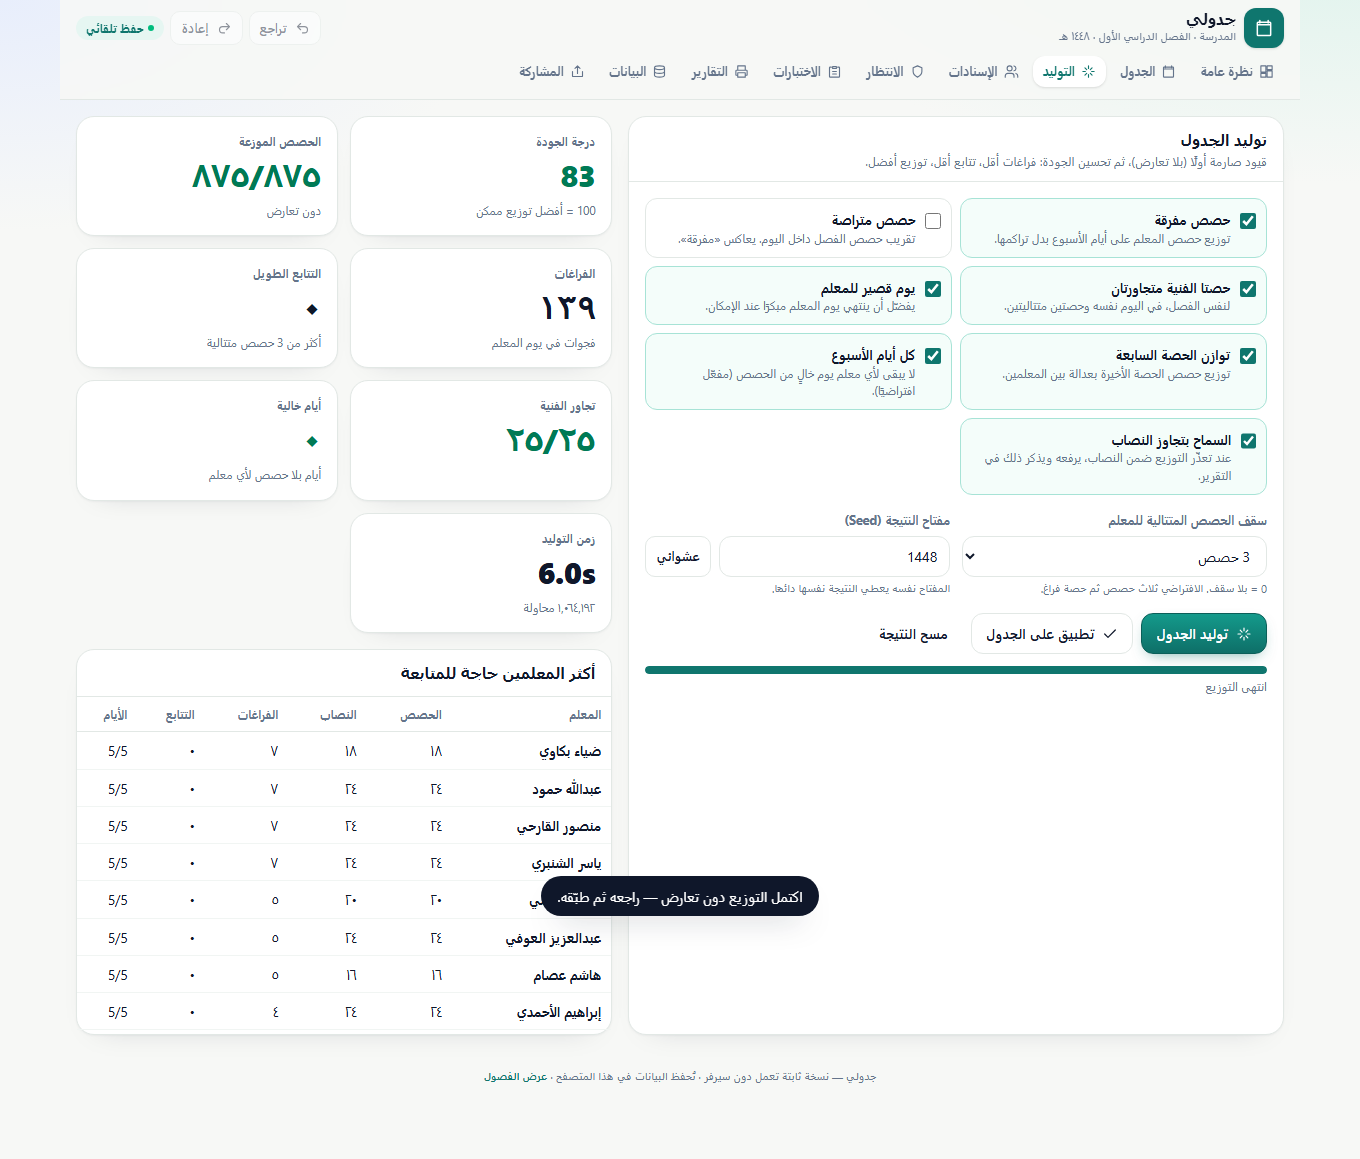 جدولي
المدرسة · الفصل الدراسي الأول · ١٤٤٨ هـ
تراجع
إعادة
حفظ تلقائي
نظرة عامة
الجدول
التوليد
الإسنادات
الانتظار
الاختبارات
التقارير
البيانات
المشاركة
توليد الجدول
قيود صارمة أولًا (بلا تعارض)، ثم تحسين الجودة: فراغات أقل، تتابع أقل، توزيع أفضل.
حصص مفرقة
توزيع حصص المعلم على أيام الأسبوع بدل تراكمها.
حصص متراصة
تقريب حصص الفصل داخل اليوم. يعاكس «مفرقة».
حصتا الفنية متجاورتان
لنفس الفصل، في اليوم نفسه وحصتين متتاليتين.
يوم قصير للمعلم
يفضّل أن ينتهي يوم المعلم مبكرًا عند الإمكان.
توازن الحصة السابعة
توزيع حصص الحصة الأخيرة بعدالة بين المعلمين.
كل أيام الأسبوع
لا يبقى لأي معلم يوم خالٍ من الحصص (مفعّل
افتراضيًا).
السماح بتجاوز النصاب
عند تعذّر التوزيع ضمن النصاب، يرفعه ويذكر ذلك في
التقرير.
سقف الحصص المتتالية للمعلم
3 حصص
0 = بلا سقف. الافتراضي ثلاث حصص ثم حصة فراغ.
مفتاح النتيجة (Seed)
1448
عشوائي
المفتاح نفسه يعطي النتيجة نفسها دائمًا.
توليد الجدول
تطبيق على الجدول
مسح النتيجة
انتهى التوزيع
درجة الجودة
83
100 = أفضل توزيع ممكن
الحصص الموزعة
٨٧٥/٨٧٥
دون تعارض
الفراغات
١٣٩
فجوات في يوم المعلم
التتابع الطويل
٠
أكثر من 3 حصص متتالية
تجاور الفنية
٢٥/٢٥
أيام خالية
٠
أيام بلا حصص لأي معلم
زمن التوليد
6.0s
١,٠٦٤,١٩٢ محاولة
أكثر المعلمين حاجة للمتابعة
المعلم الحصص النصاب الفراغات التتابع الأيام
ضياء بكاوي ١٨ ١٨ ٧ ٠ 5/5
عبدالله حمود ٢٤ ٢٤ ٧ ٠ 5/5
منصور القارحي ٢٤ ٢٤ ٧ ٠ 5/5
ياسر الشنبري ٢٤ ٢٤ ٧ ٠ 5/5
٢٠ ٢٠ ٥ ٠ 5/5
عبدالعزيز العوفي ٢٤ ٢٤ ٥ ٠ 5/5
هاشم عصام ١٦ ١٦ ٥ ٠ 5/5
إبراهيم الأحمدي ٢٤ ٢٤ ٤ ٠ 5/5
اكتمل التوزيع دون تعارض — راجعه ثم طبّقه.
جدولي — نسخة ثابتة تعمل دون سيرفر · تُحفظ البيانات في هذا المتصفح · عرض الفصول